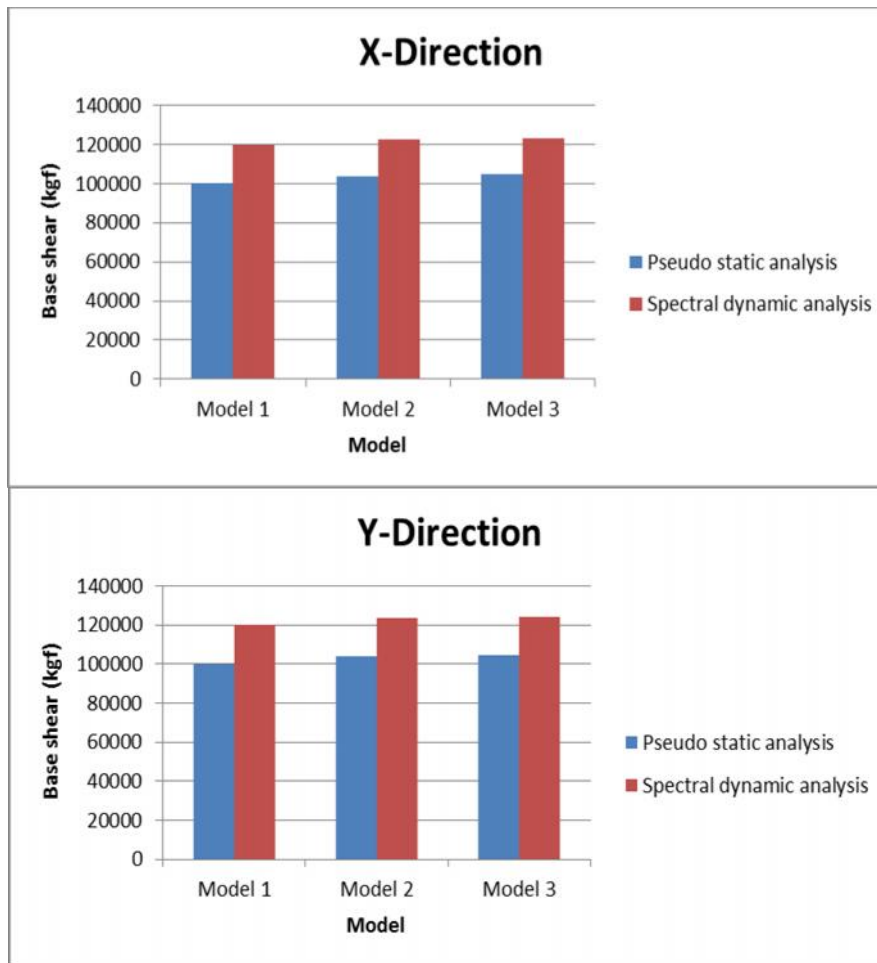 X-Direction
140000
120000
100000
80000
60000
40000
20000
0
Base shear (kgf)
Model 1
Model 2
Model 3
Model
Pseudo static analysis
Spectral dynamic analysis
Y-Direction
140000
120000
100000
80000
60000
40000
20000
0
Base shear (kgf)
Model 1
Model 2
Model 3
Model
Pseudo static analysis
Spectral dynamic analysis